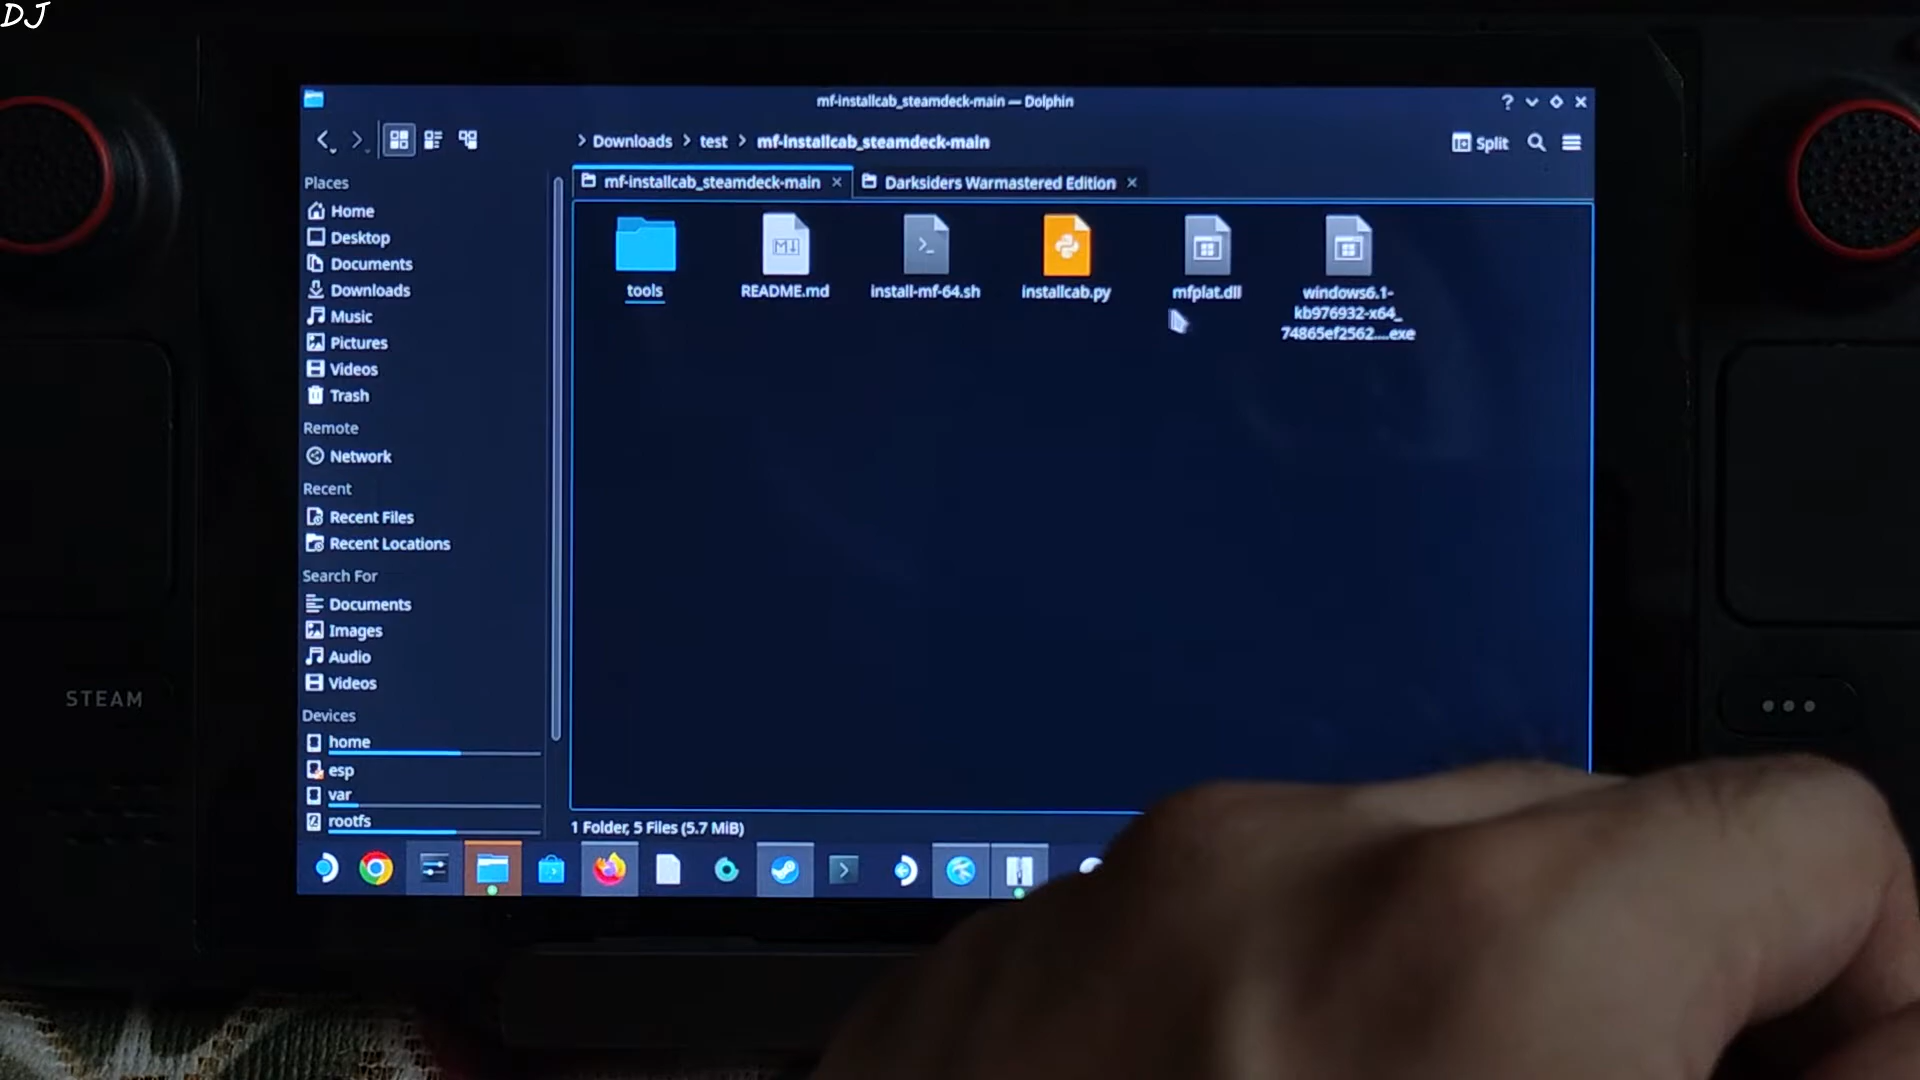 DJ
mf-installcab_steamdeck-main — Dolphin
?
Downloads > test > mf-installcab_steamdeck-main
Split
mf-installcab_steamdeck-main
Darksiders Warmastered Edition
Places
Home
Desktop
Documents
Downloads
Music
Pictures
Videos
Trash
Remote
Network
Recent
Recent Files
Recent Locations
Search For
Documents
Images
Audio
Videos
Devices
home
esp
var
rootfs
tools
README.md
install-mf-64.sh
installcab.py
mfplat.dll
windows6.1-
kb976932-x64_
74865ef2562....exe
1 Folder, 5 Files (5.7 MiB)
STEAM